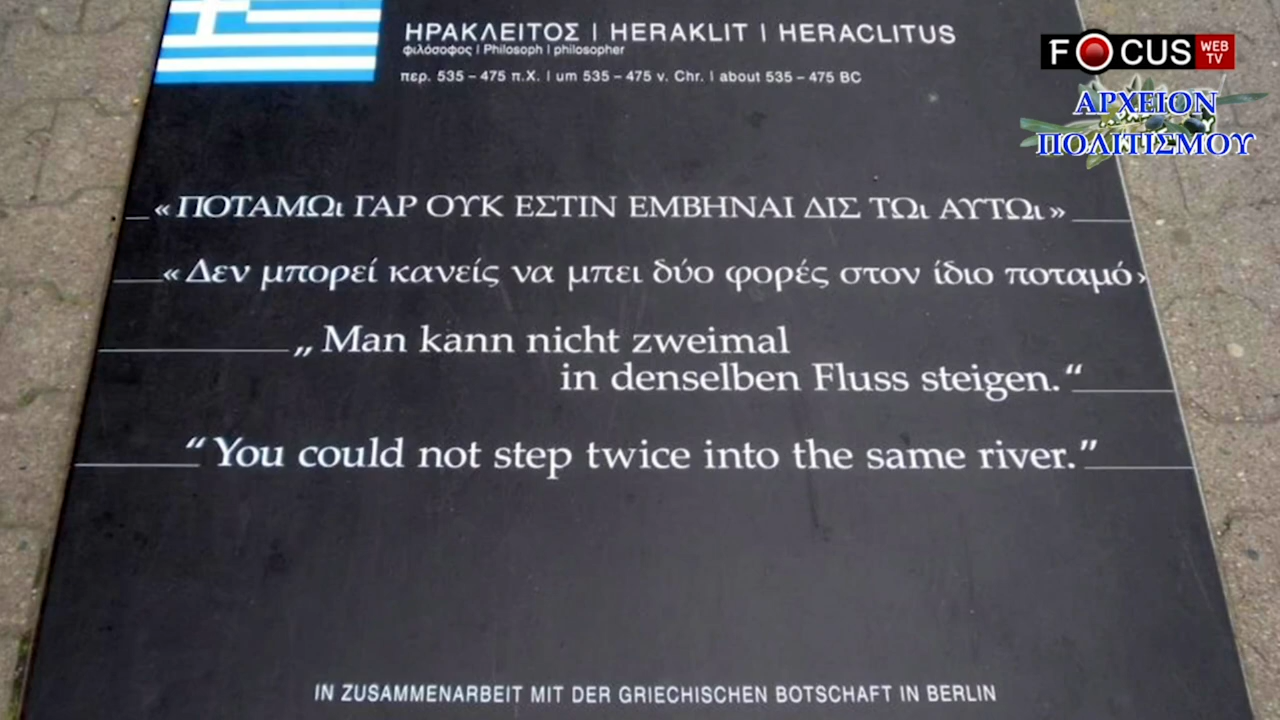 ΗΡΑΚΛΕΙΤΟΣ | HERAKLIT | HERACLITUS
φιλόσοφος | Philosoph | philosopher
περ. 535 – 475 π.Χ. | um 535 – 475 v. Chr. | about 535 – 475 BC
FOCUS WEB TV
ΑΡΧΕΙΟΝ
ΠΟΛΙΤΙΣΜΟΥ
« ΠΟΤΑΜΩι ΓΑΡ ΟΥΚ ΕΣΤΙΝ ΕΜΒΗΝΑΙ ΔΙΣ ΤΩι ΑΥΤΩι »
« Δεν μπορεί κανείς να μπει δύο φορές στον ίδιο ποταμό›
„ Man kann nicht zweimal
in denselben Fluss steigen.“
“You could not step twice into the same river.”
IN ZUSAMMENARBEIT MIT DER GRIECHISCHEN BOTSCHAFT IN BERLIN